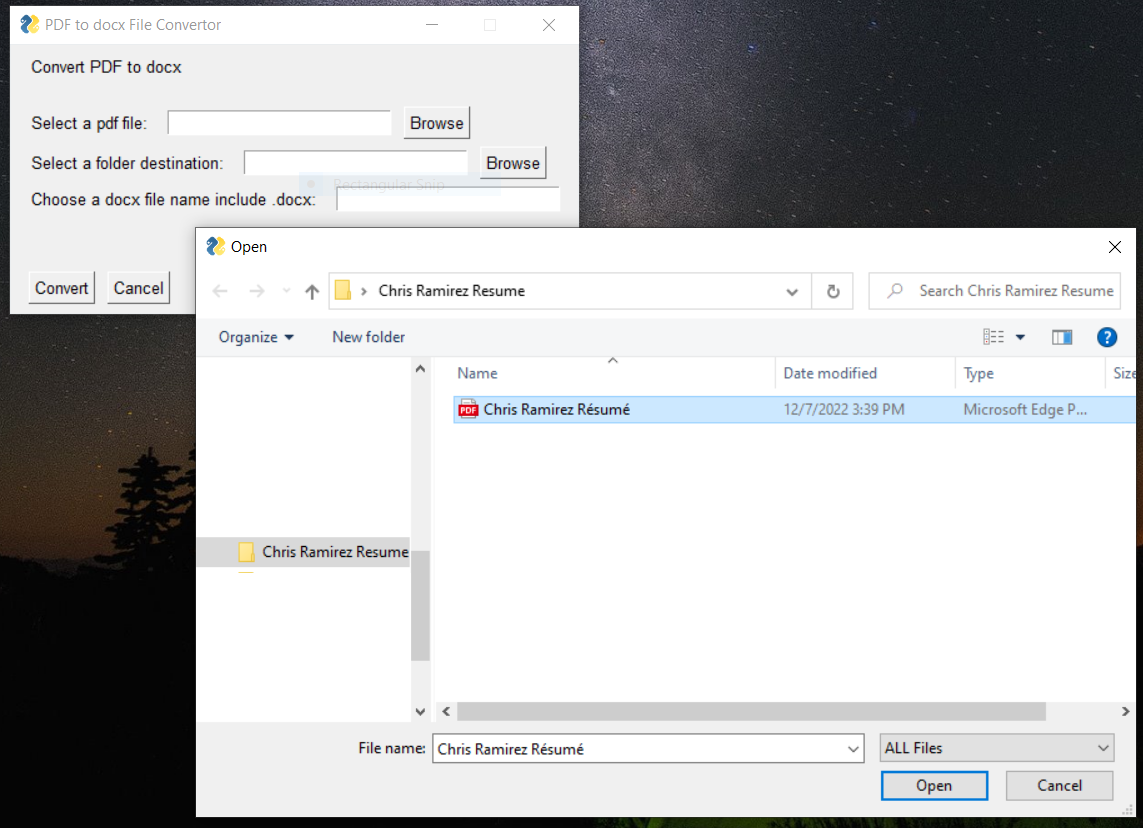 PDF to docx File Convertor
Convert PDF to docx
Select a pdf file: Browse
Select a folder destination: Browse
Rectangular Snip
Choose a docx file name include .docx:
Convert Cancel
Open
Chris Ramirez Resume Search Chris Ramirez Resume
Organize New folder ?
Name Date modified Type Size
PDF Chris Ramirez Résumé 12/7/2022 3:39 PM Microsoft Edge P...
Chris Ramirez Resume
File name: Chris Ramirez Résumé ALL Files
Open Cancel